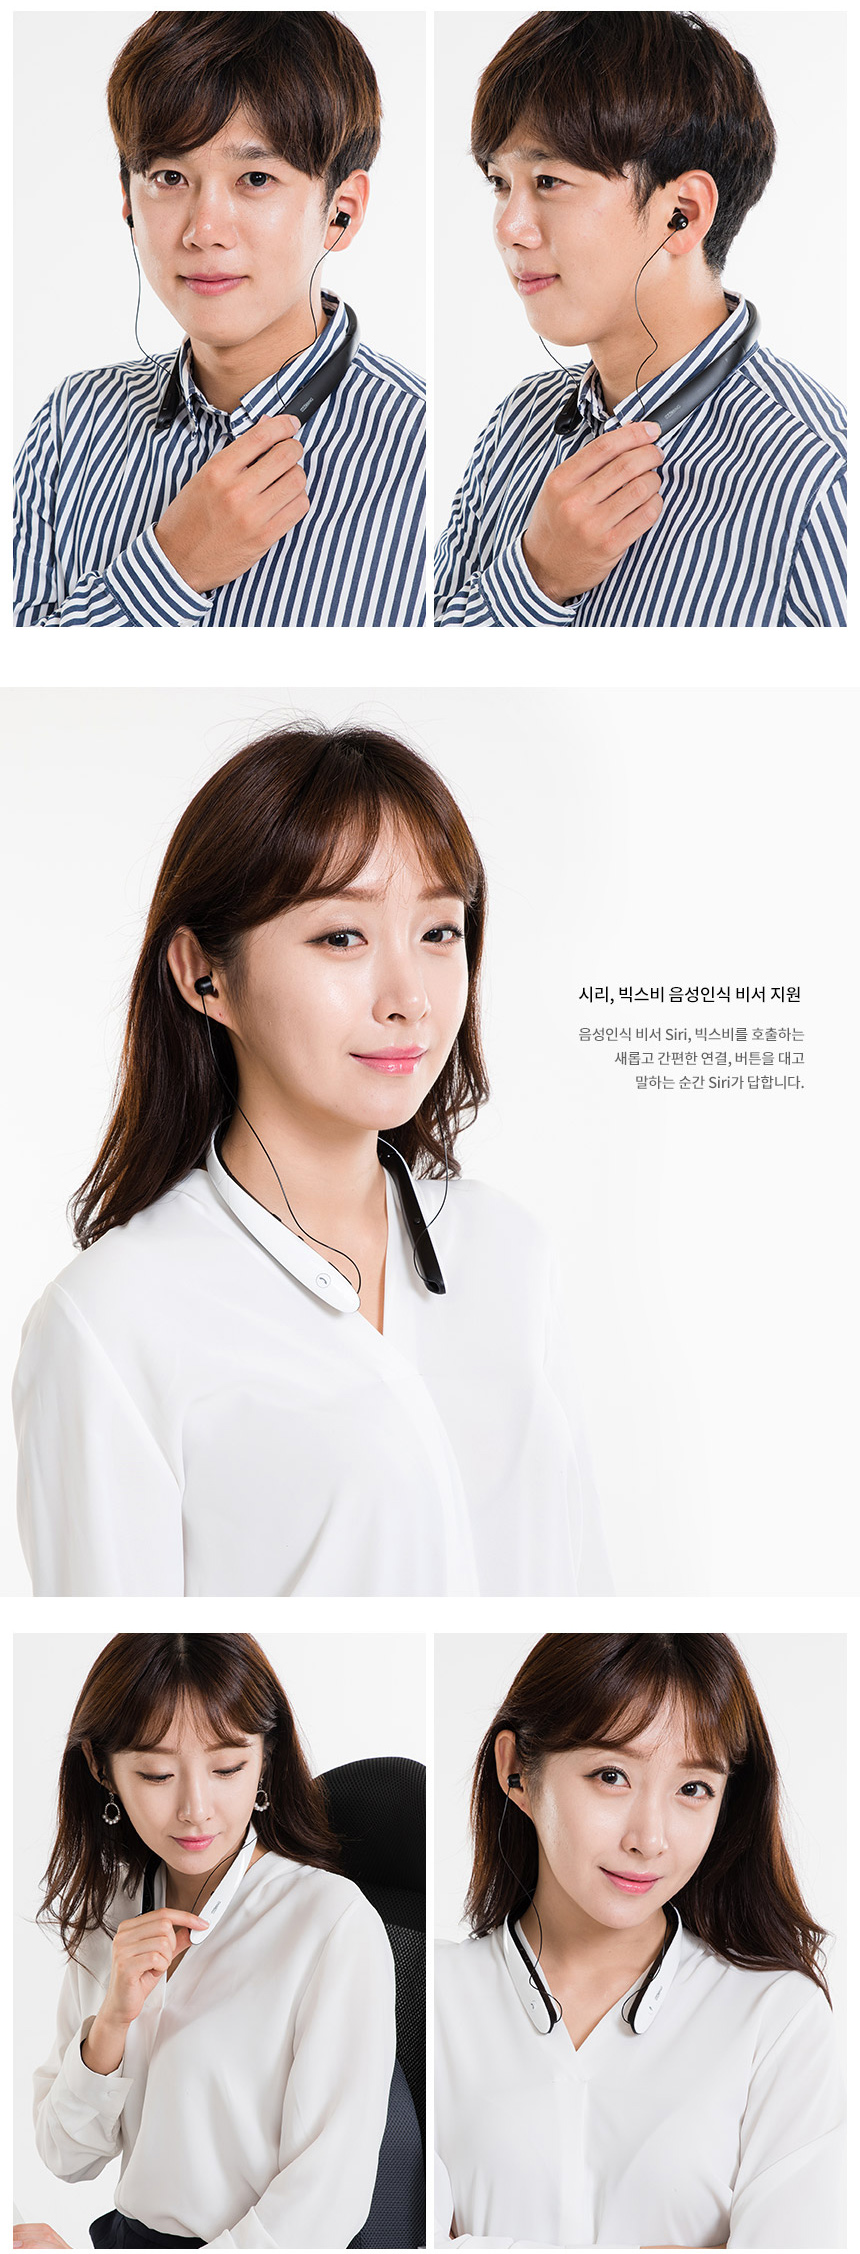 시리, 빅스비 음성인식 비서 지원
음성인식 비서 Siri, 빅스비를 호출하는
새롭고 간편한 연결, 버튼을 대고
말하는 순간 Siri가 답합니다.